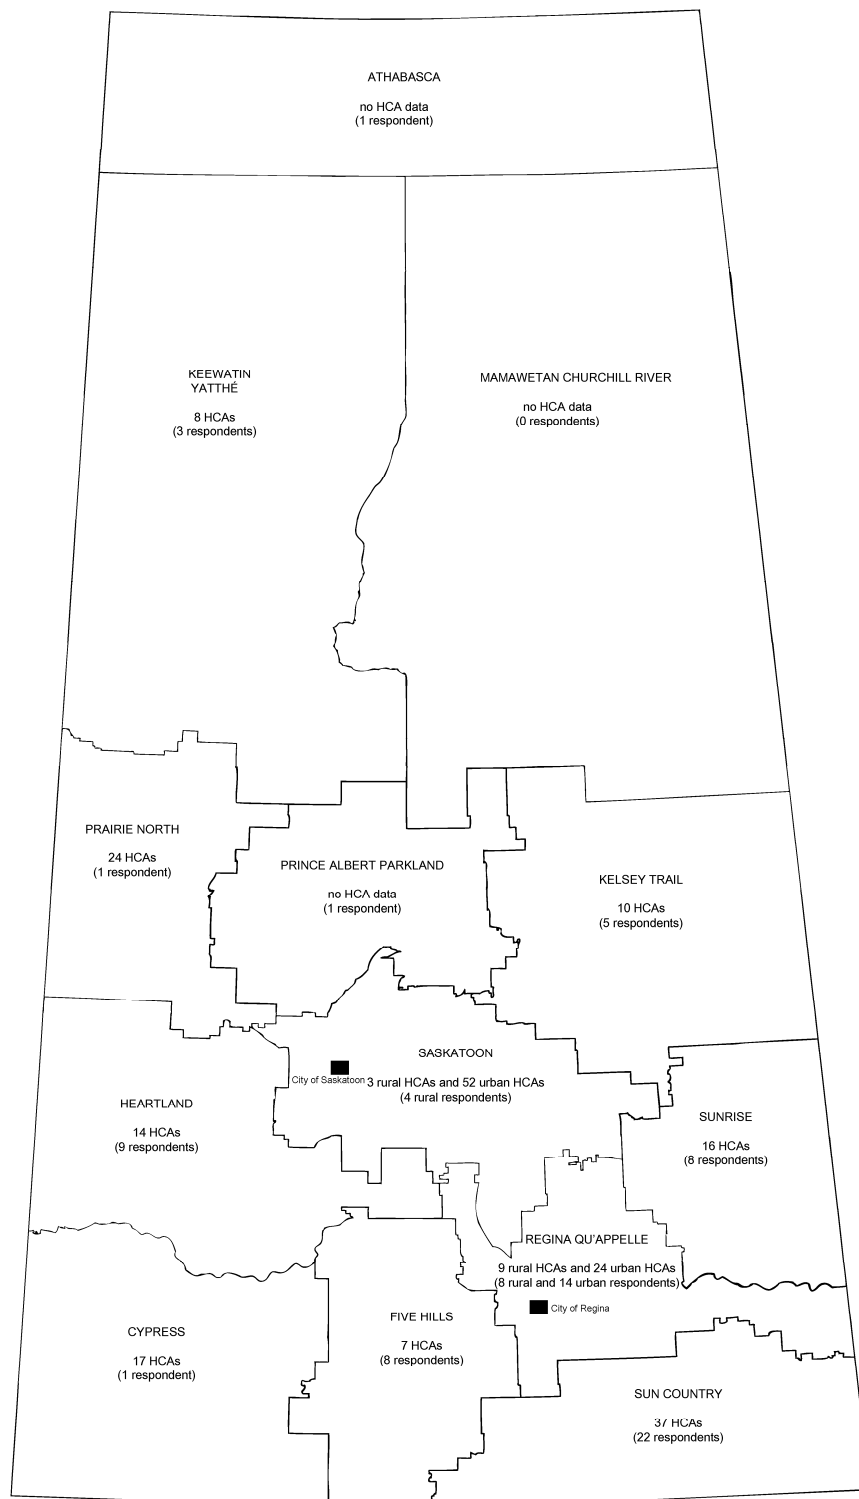 ATHABASCA
no HCA data
(1 respondent)
KEEWATIN
YATTHÉ
8 HCAs
(3 respondents)
MAMAWETAN CHURCHILL RIVER
no HCA data
(0 respondents)
PRAIRIE NORTH
24 HCAs
(1 respondent)
PRINCE ALBERT PARKLAND
no HCA data
(1 respondent)
KELSEY TRAIL
10 HCAs
(5 respondents)
SASKATOON
City of Saskatoon
3 rural HCAs and 52 urban HCAs
(4 rural respondents)
HEARTLAND
14 HCAs
(9 respondents)
SUNRISE
16 HCAs
(8 respondents)
REGINA QU'APPELLE
9 rural HCAs and 24 urban HCAs
(8 rural and 14 urban respondents)
City of Regina
CYPRESS
17 HCAs
(1 respondent)
FIVE HILLS
7 HCAs
(8 respondents)
SUN COUNTRY
37 HCAs
(22 respondents)